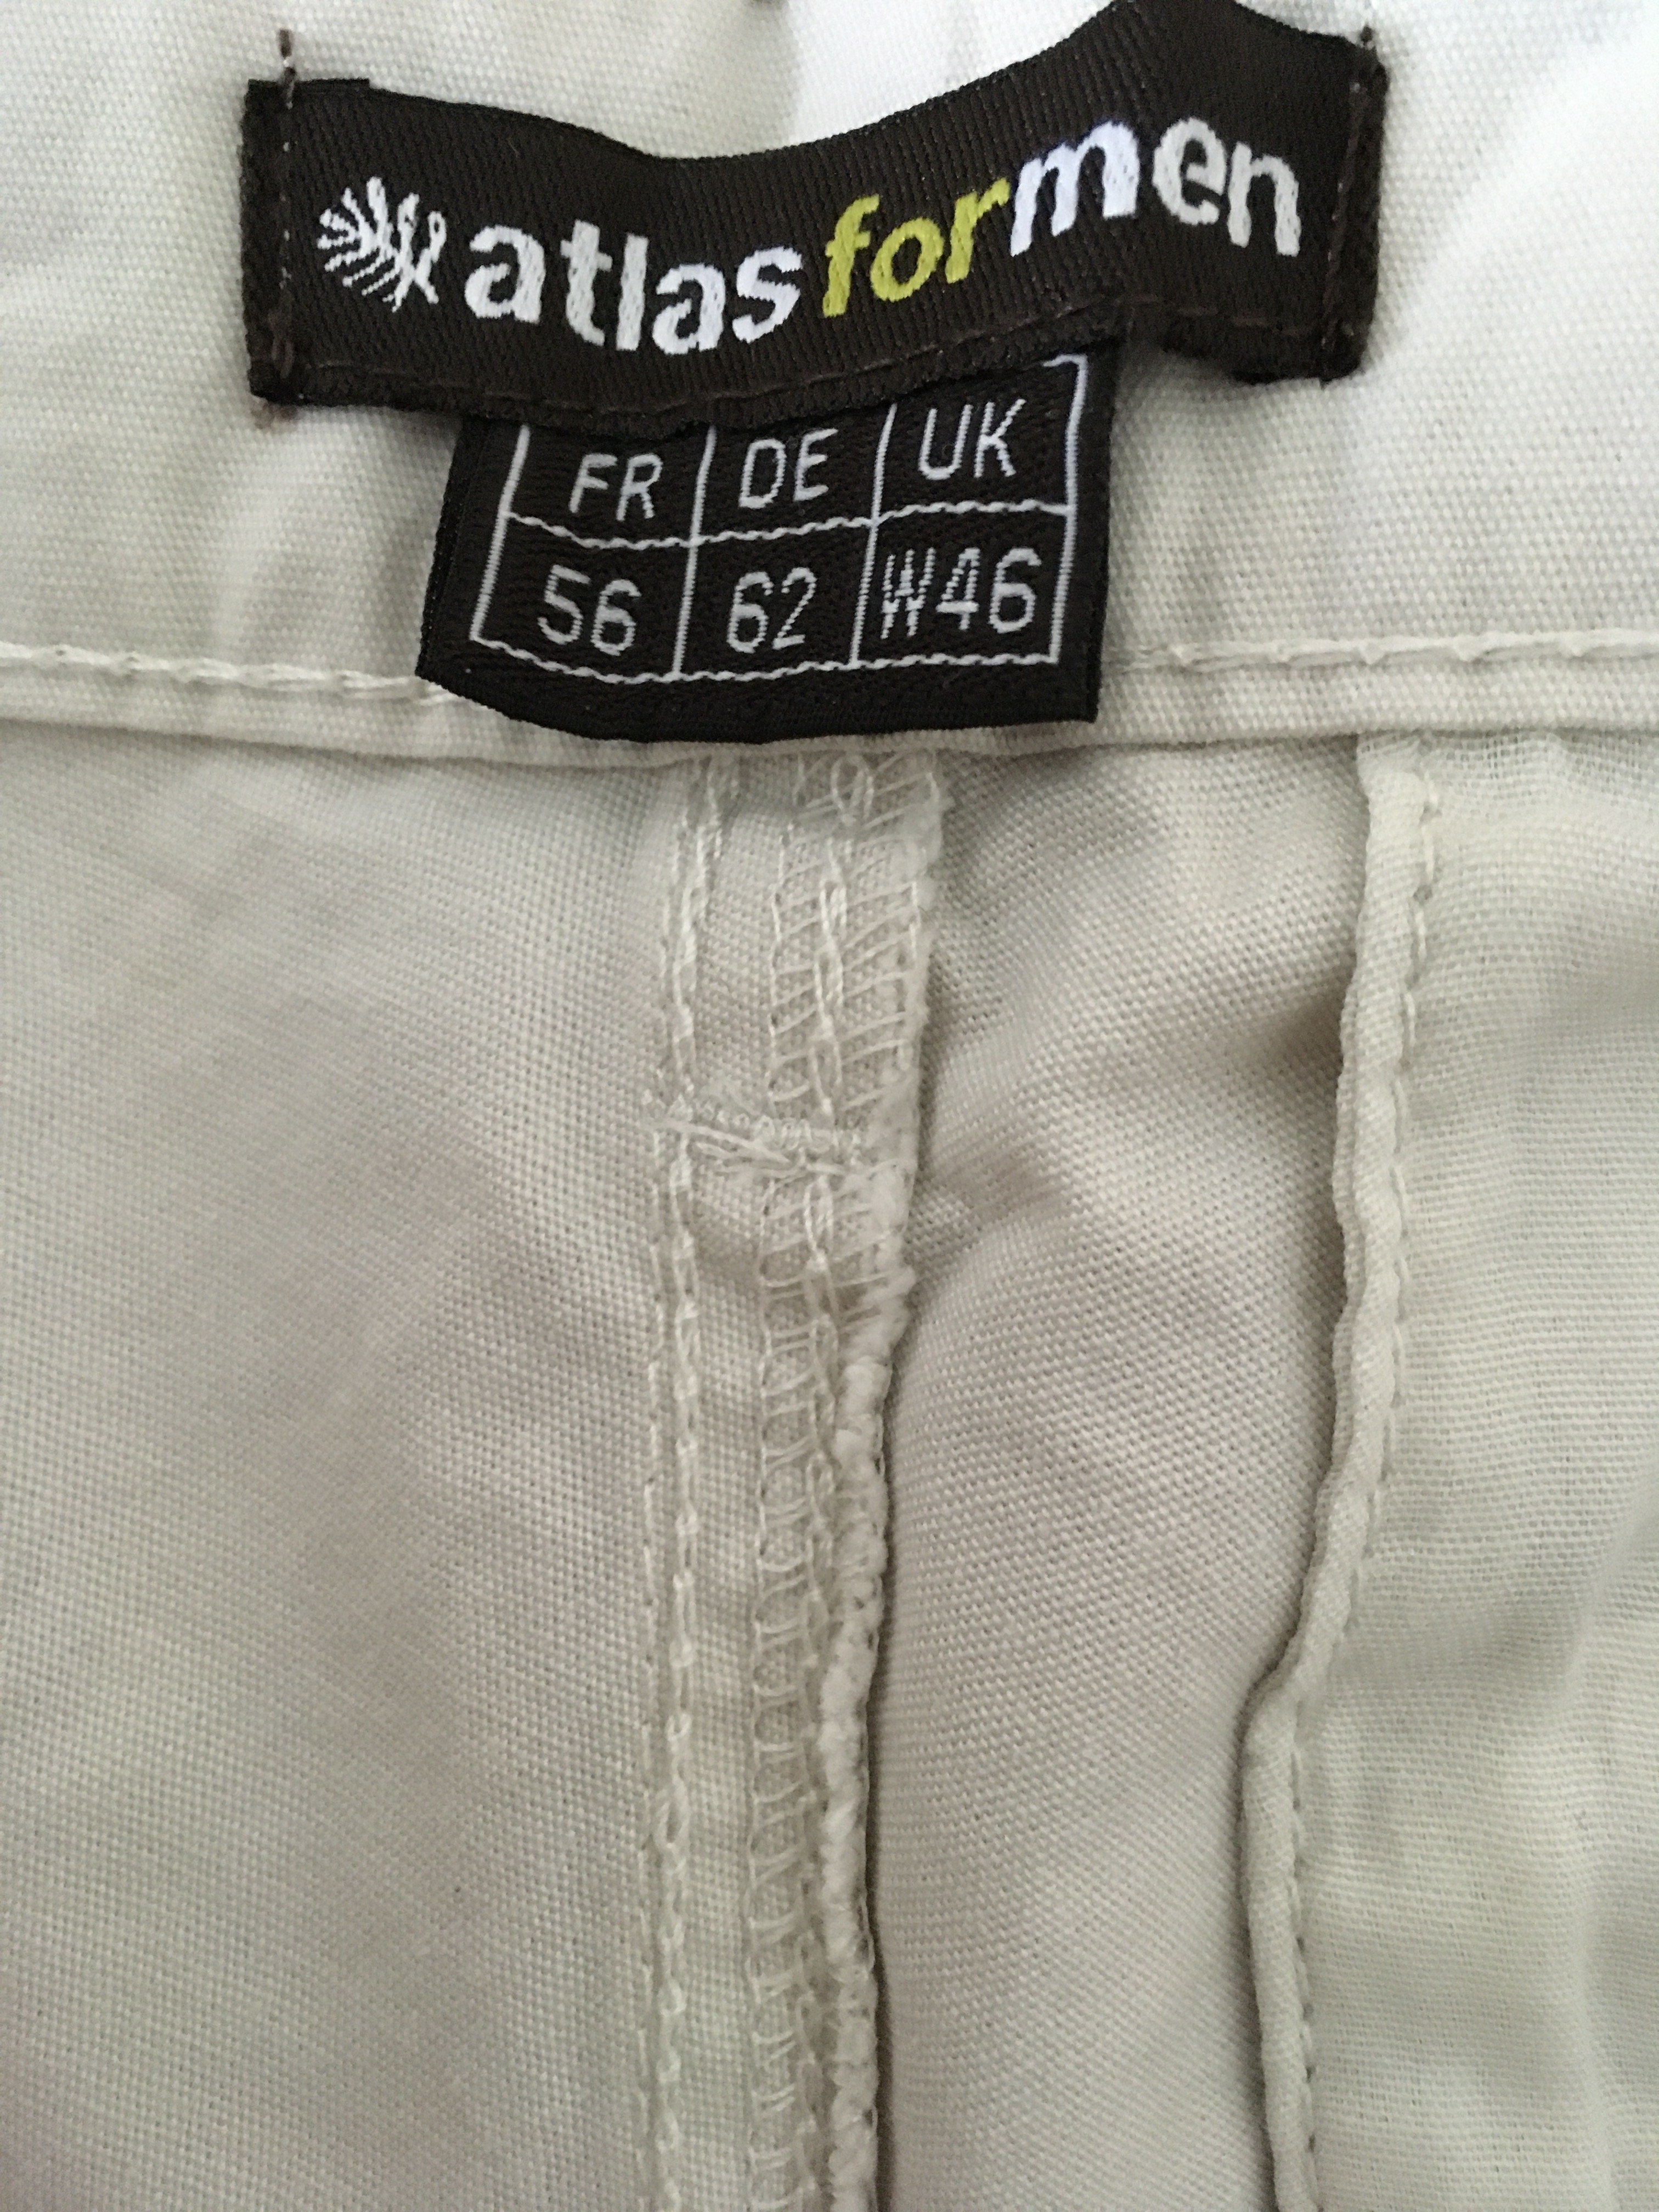 atlasformen
FR DE UK
56 62 W46